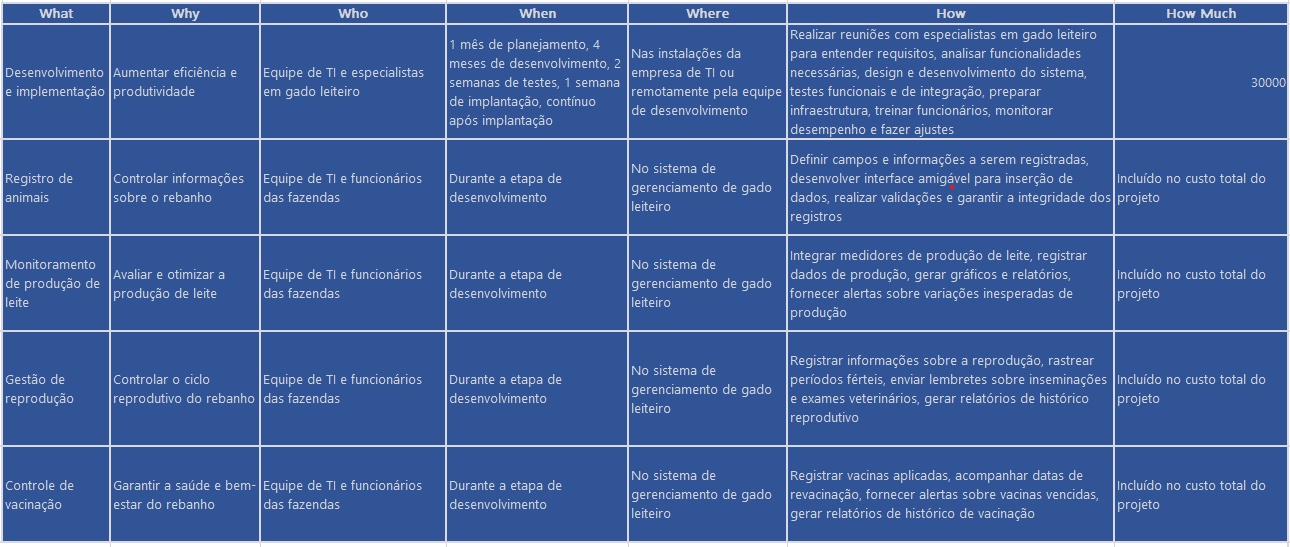 What Why Who When Where How How Much
Desenvolvimento
e implementação
Aumentar eficiência e
produtividade
Equipe de TI e especialistas
em gado leiteiro
1 mês de planejamento, 4
meses de desenvolvimento, 2
semanas de testes, 1 semana
de implantação, contínuo
após implantação
Nas instalações da
empresa de TI ou
remotamente pela equipe
de desenvolvimento
Realizar reuniões com especialistas em gado leiteiro
para entender requisitos, analisar funcionalidades
necessárias, design e desenvolvimento do sistema,
testes funcionais e de integração, preparar
infraestrutura, treinar funcionários, monitorar
desempenho e fazer ajustes
30000
Registro de
animais
Controlar informações
sobre o rebanho
Equipe de TI e funcionários
das fazendas
Durante a etapa de
desenvolvimento
No sistema de
gerenciamento de gado
leiteiro
Definir campos e informações a serem registradas,
desenvolver interface amigável para inserção de
dados, realizar validações e garantir a integridade dos
registros
Incluído no custo total do
projeto
Monitoramento
de produção de
leite
Avaliar e otimizar a
produção de leite
Equipe de TI e funcionários
das fazendas
Durante a etapa de
desenvolvimento
No sistema de
gerenciamento de gado
leiteiro
Integrar medidores de produção de leite, registrar
dados de produção, gerar gráficos e relatórios,
fornecer alertas sobre variações inesperadas de
produção
Incluído no custo total do
projeto
Gestão de
reprodução
Controlar o ciclo
reprodutivo do rebanho
Equipe de TI e funcionários
das fazendas
Durante a etapa de
desenvolvimento
No sistema de
gerenciamento de gado
leiteiro
Registrar informações sobre a reprodução, rastrear
períodos férteis, enviar lembretes sobre inseminações
e exames veterinários, gerar relatórios de histórico
reprodutivo
Incluído no custo total do
projeto
Controle de
vacinação
Garantir a saúde e bem-
estar do rebanho
Equipe de TI e funcionários
das fazendas
Durante a etapa de
desenvolvimento
No sistema de
gerenciamento de gado
leiteiro
Registrar vacinas aplicadas, acompanhar datas de
revacinação, fornecer alertas sobre vacinas vencidas,
gerar relatórios de histórico de vacinação
Incluído no custo total do
projeto